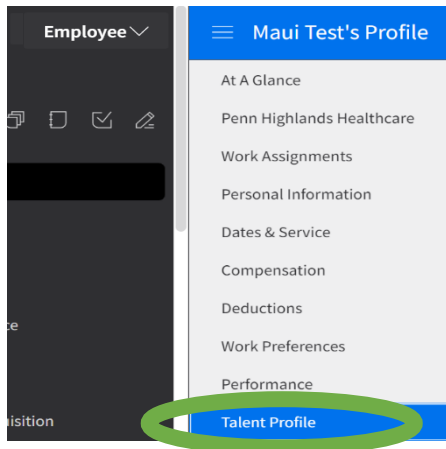 Employee
Maui Test's Profile
At A Glance
Penn Highlands Healthcare
Work Assignments
Personal Information
Dates & Service
Compensation
Deductions
Work Preferences
Performance
Talent Profile